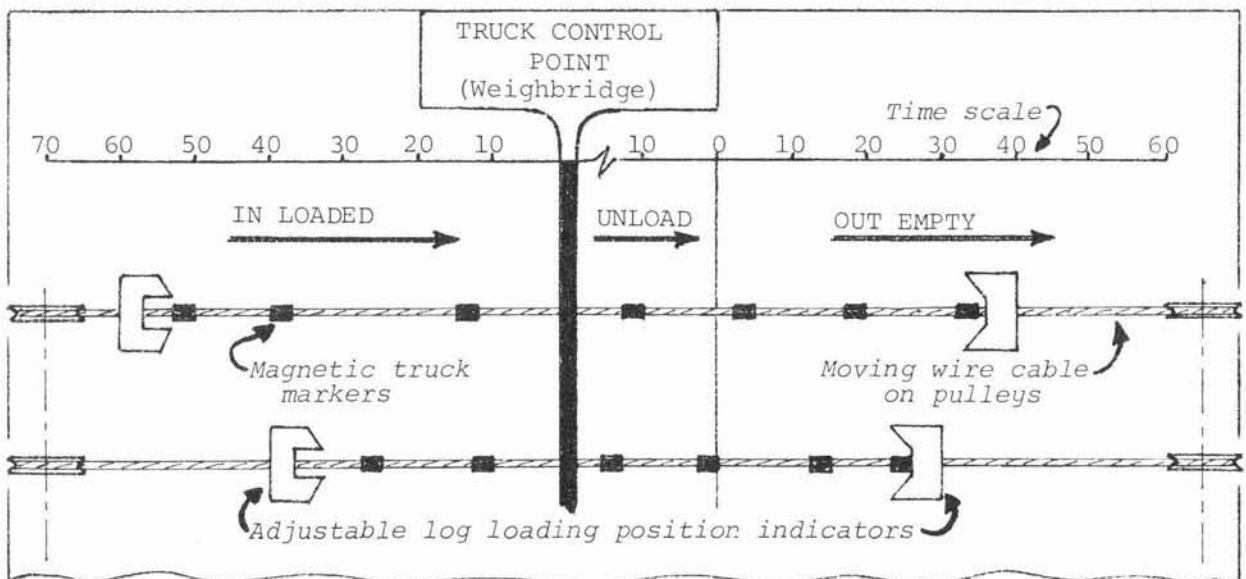 TRUCK CONTROL
POINT
(Weighbridge)
Time scale
70 60 50 40 30 20 10 10 0 10 20 30 40 50 60
IN LOADED
UNLOAD
OUT EMPTY
Magnetic truck
markers
Moving wire cable
on pulleys
Adjustable log loading position indicators